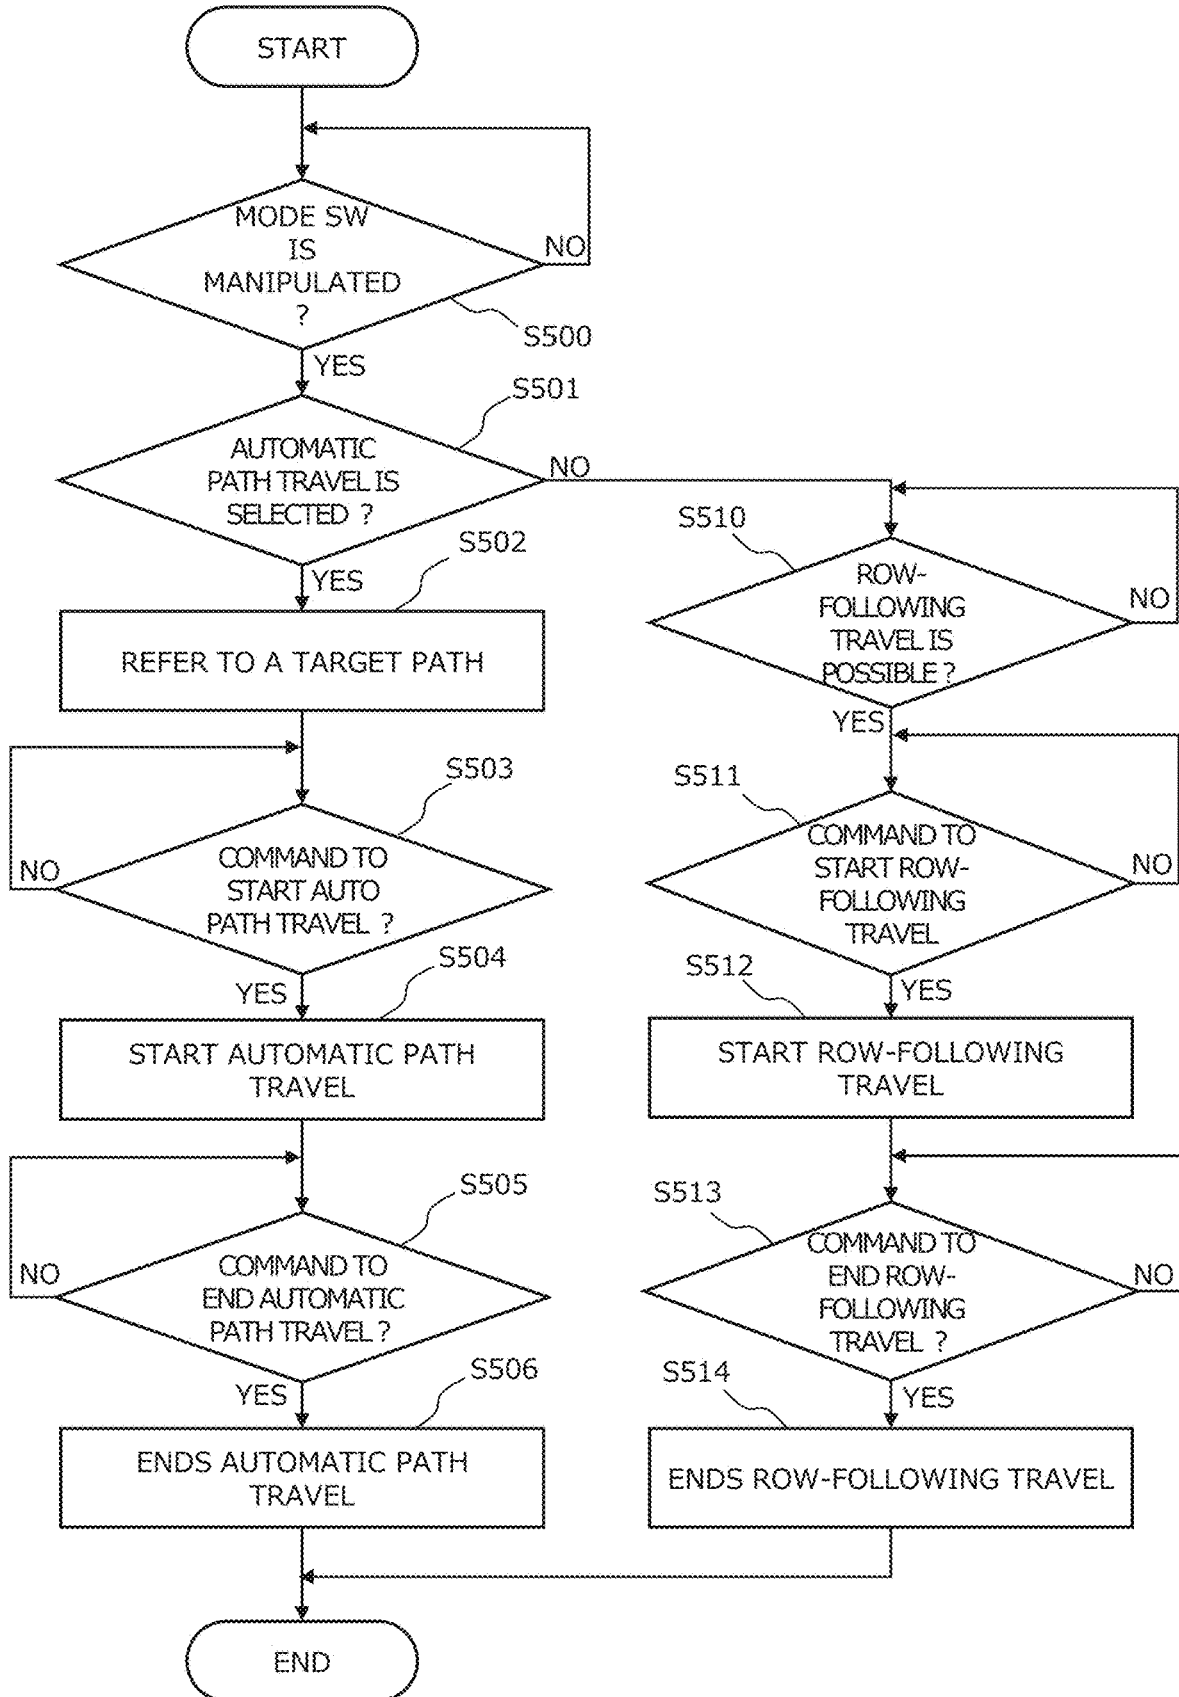 START
MODE SW
IS
MANIPULATED
?
NO
S500
YES
S501
AUTOMATIC
PATH TRAVEL IS
SELECTED ?
NO
YES
S502
REFER TO A TARGET PATH
S503
COMMAND TO
START AUTO
PATH TRAVEL ?
NO
YES
S504
START AUTOMATIC PATH
TRAVEL
S505
COMMAND TO
END AUTOMATIC
PATH TRAVEL ?
NO
YES
S506
ENDS AUTOMATIC PATH
TRAVEL
S510
ROW-
FOLLOWING
TRAVEL IS
POSSIBLE ?
NO
YES
S511
COMMAND TO
START ROW-
FOLLOWING
TRAVEL
NO
YES
S512
START ROW-FOLLOWING
TRAVEL
S513
COMMAND TO
END ROW-
FOLLOWING
TRAVEL ?
NO
YES
S514
ENDS ROW-FOLLOWING TRAVEL
END